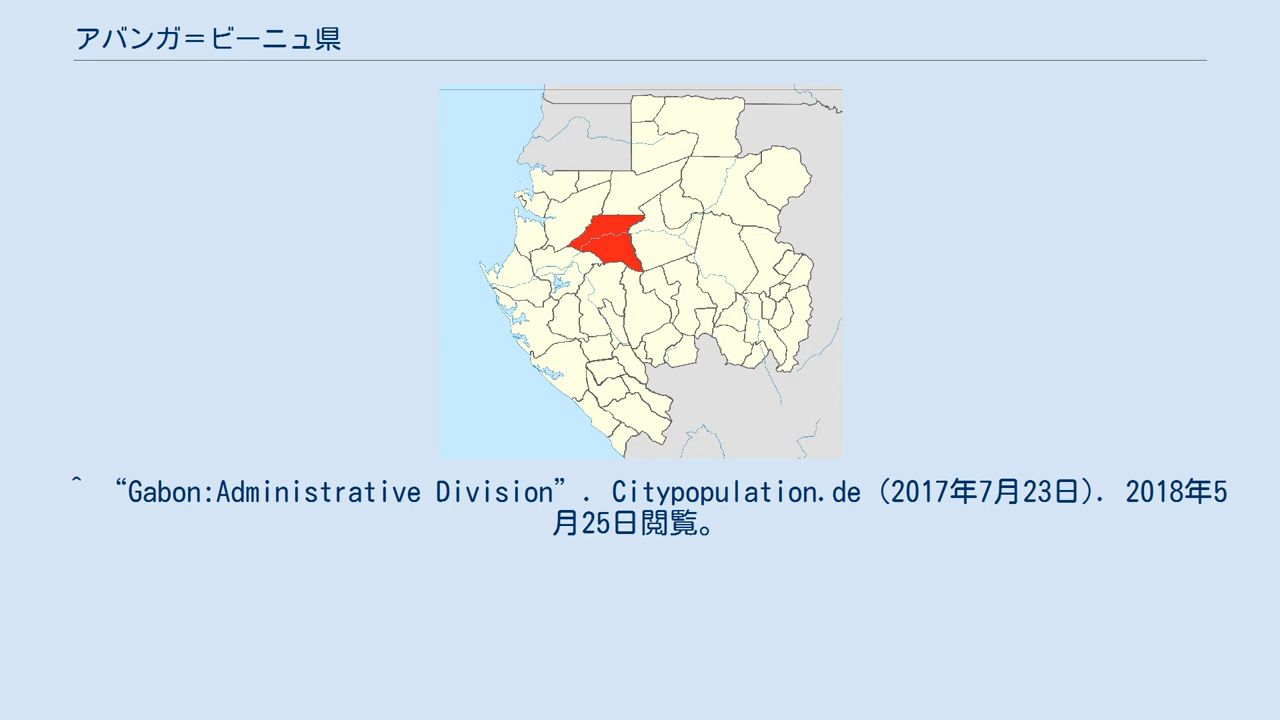 アバンガ＝ビーニュ県
^ “Gabon:Administrative Division”. Citypopulation.de (2017年7月23日). 2018年5
月25日閲覧。